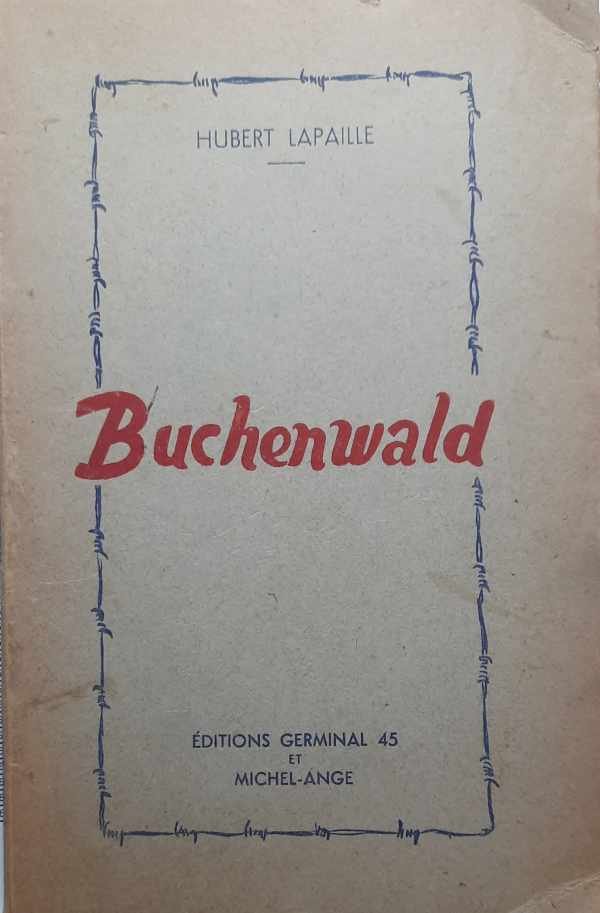 HUBERT LAPAILLE
Buchenwald
ÉDITIONS GERMINAL 45
ET
MICHEL-ANGE